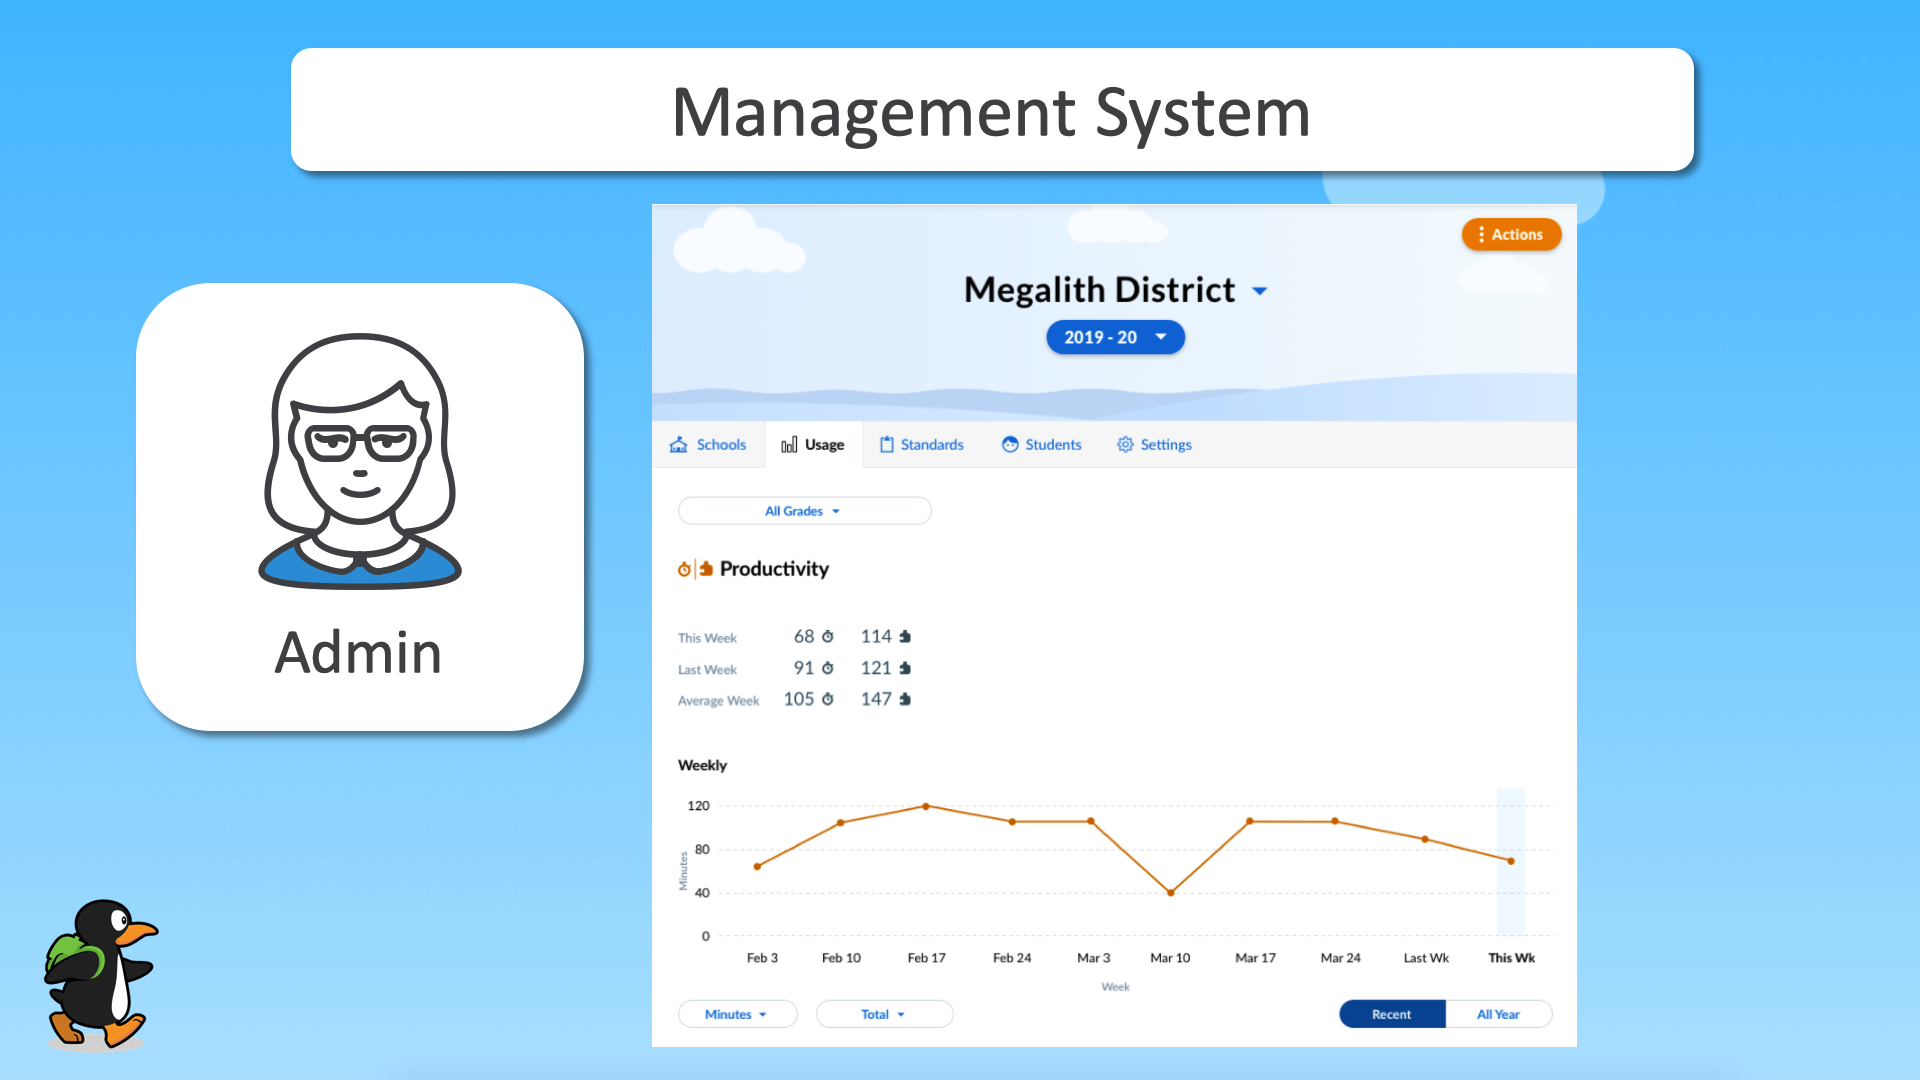 Management System
Admin
Actions
Megalith District
2019 - 20
Schools Usage Standards Students Settings
All Grades
Productivity
This Week 68 114
Last Week 91 121
Average Week 105 147
Weekly
120
80
40
0
Minutes
Feb 3 Feb 10 Feb 17 Feb 24 Mar 3 Mar 10 Mar 17 Mar 24 Last Wk This Wk
Week
Minutes Total Recent All Year